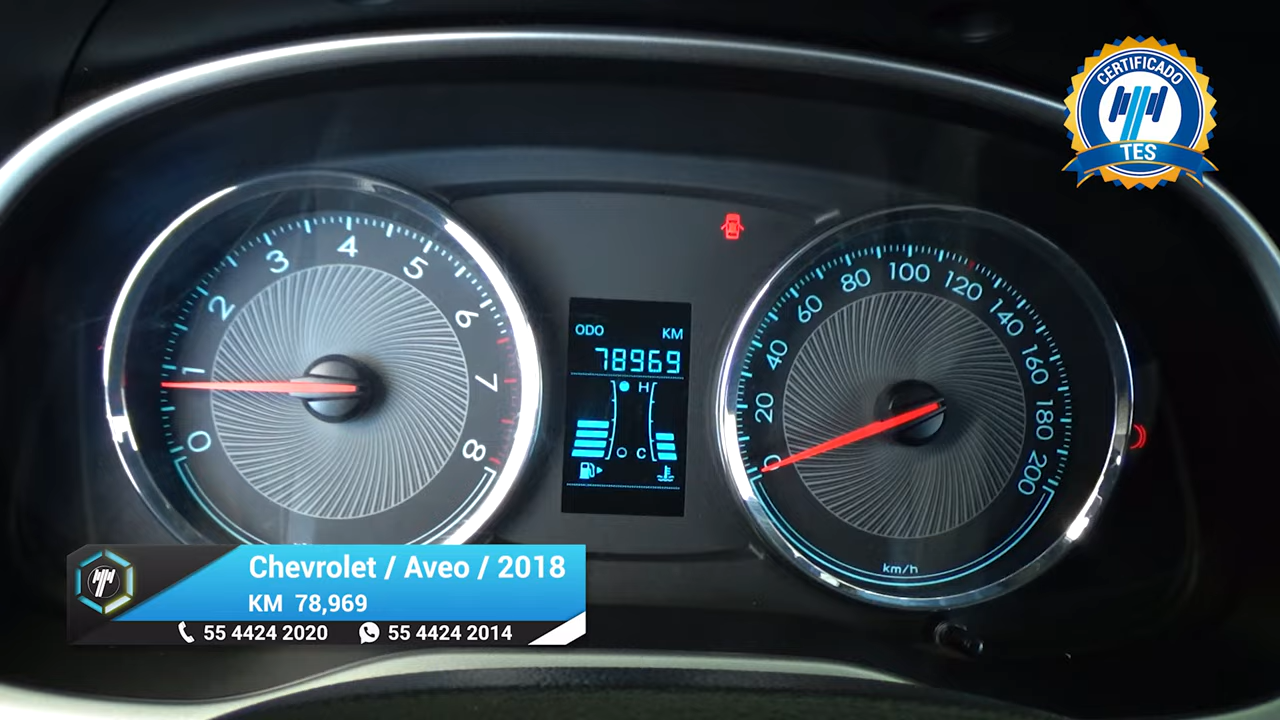 CERTIFICADO
TES
0
1
2
3
4
5
6
7
8
ODO KM
78969
H
C
0
20
40
60
80
100
120
140
160
180
200
km/h
Chevrolet / Aveo / 2018
KM 78,969
55 4424 2020 55 4424 2014